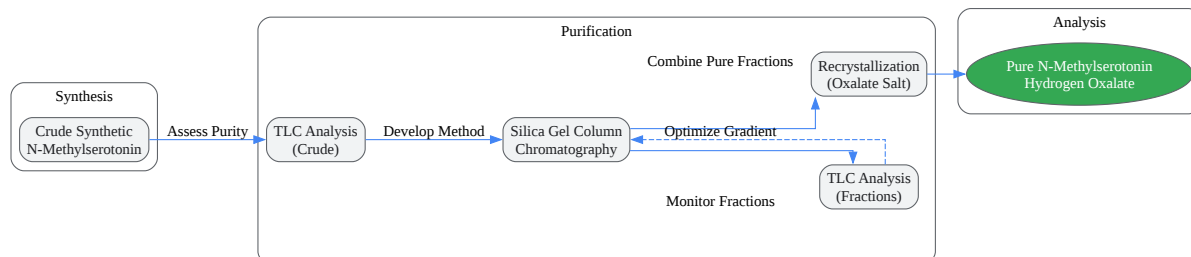 Synthesis
Crude Synthetic
N-Methylserotonin
Assess Purity
Purification
TLC Analysis
(Crude)
Develop Method
Silica Gel Column
Chromatography
Combine Pure Fractions
Optimize Gradient
Monitor Fractions
Recrystallization
(Oxalate Salt)
TLC Analysis
(Fractions)
Analysis
Pure N-Methylserotonin
Hydrogen Oxalate